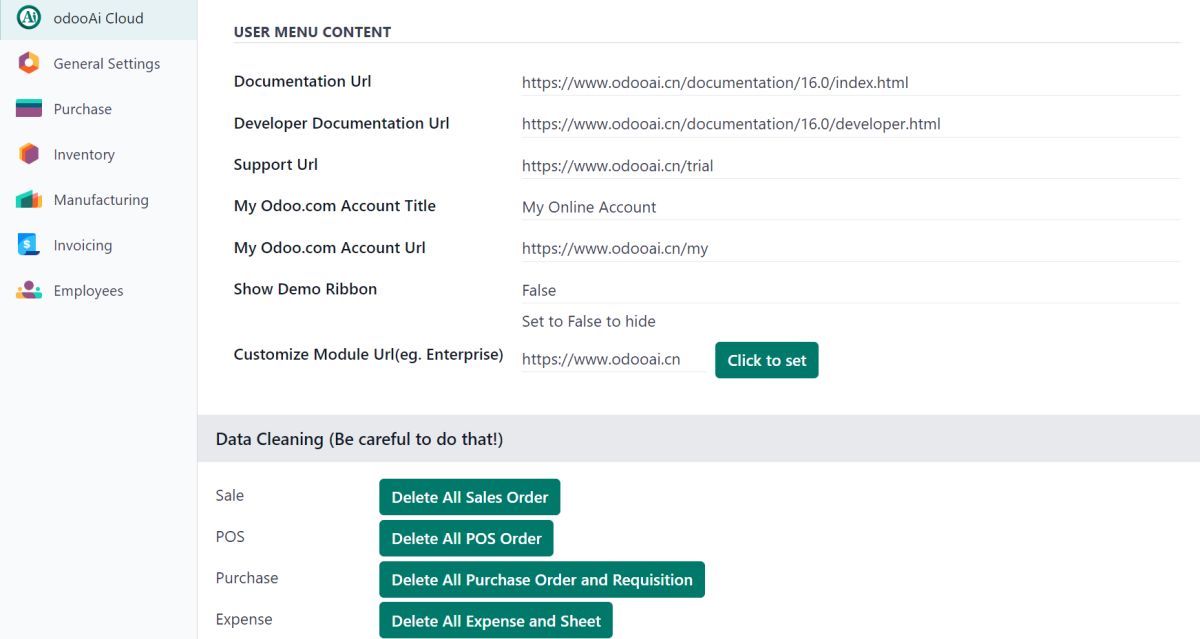 Ai odooAi Cloud
General Settings
Purchase
Inventory
Manufacturing
$ Invoicing
Employees
USER MENU CONTENT
Documentation Url https://www.odooai.cn/documentation/16.0/index.html
Developer Documentation Url https://www.odooai.cn/documentation/16.0/developer.html
Support Url https://www.odooai.cn/trial
My Odoo.com Account Title My Online Account
My Odoo.com Account Url https://www.odooai.cn/my
Show Demo Ribbon False
Set to False to hide
Customize Module Url(eg. Enterprise) https://www.odooai.cn Click to set
Data Cleaning (Be careful to do that!)
Sale Delete All Sales Order
POS Delete All POS Order
Purchase Delete All Purchase Order and Requisition
Expense Delete All Expense and Sheet